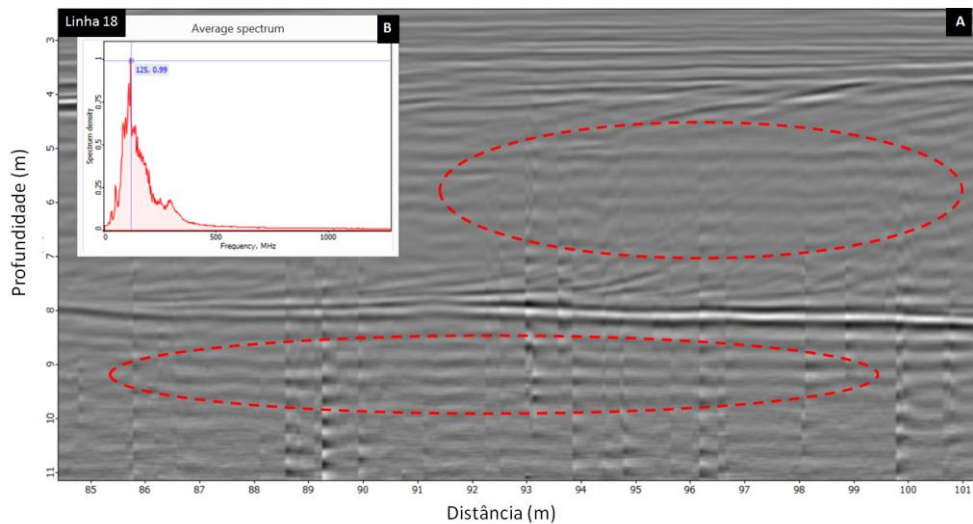 Linha 18
Average spectrum
B
A
125, 0.99
Spectrum density
1
0.75
0.5
0.25
0
0 500 1000
Frequency, MHz
Profundidade (m)
3
4
5
6
7
8
9
10
11
85 86 87 88 89 90 91 92 93 94 95 96 97 98 99 100 101
Distância (m)